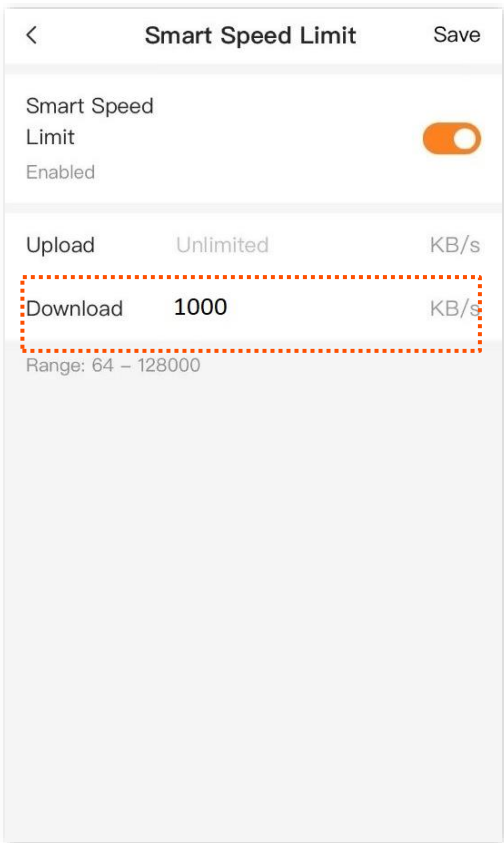 Smart Speed Limit Save
Smart Speed
Limit
Enabled
Upload Unlimited KB/s
Download 1000 KB/s
Range: 64 – 128000